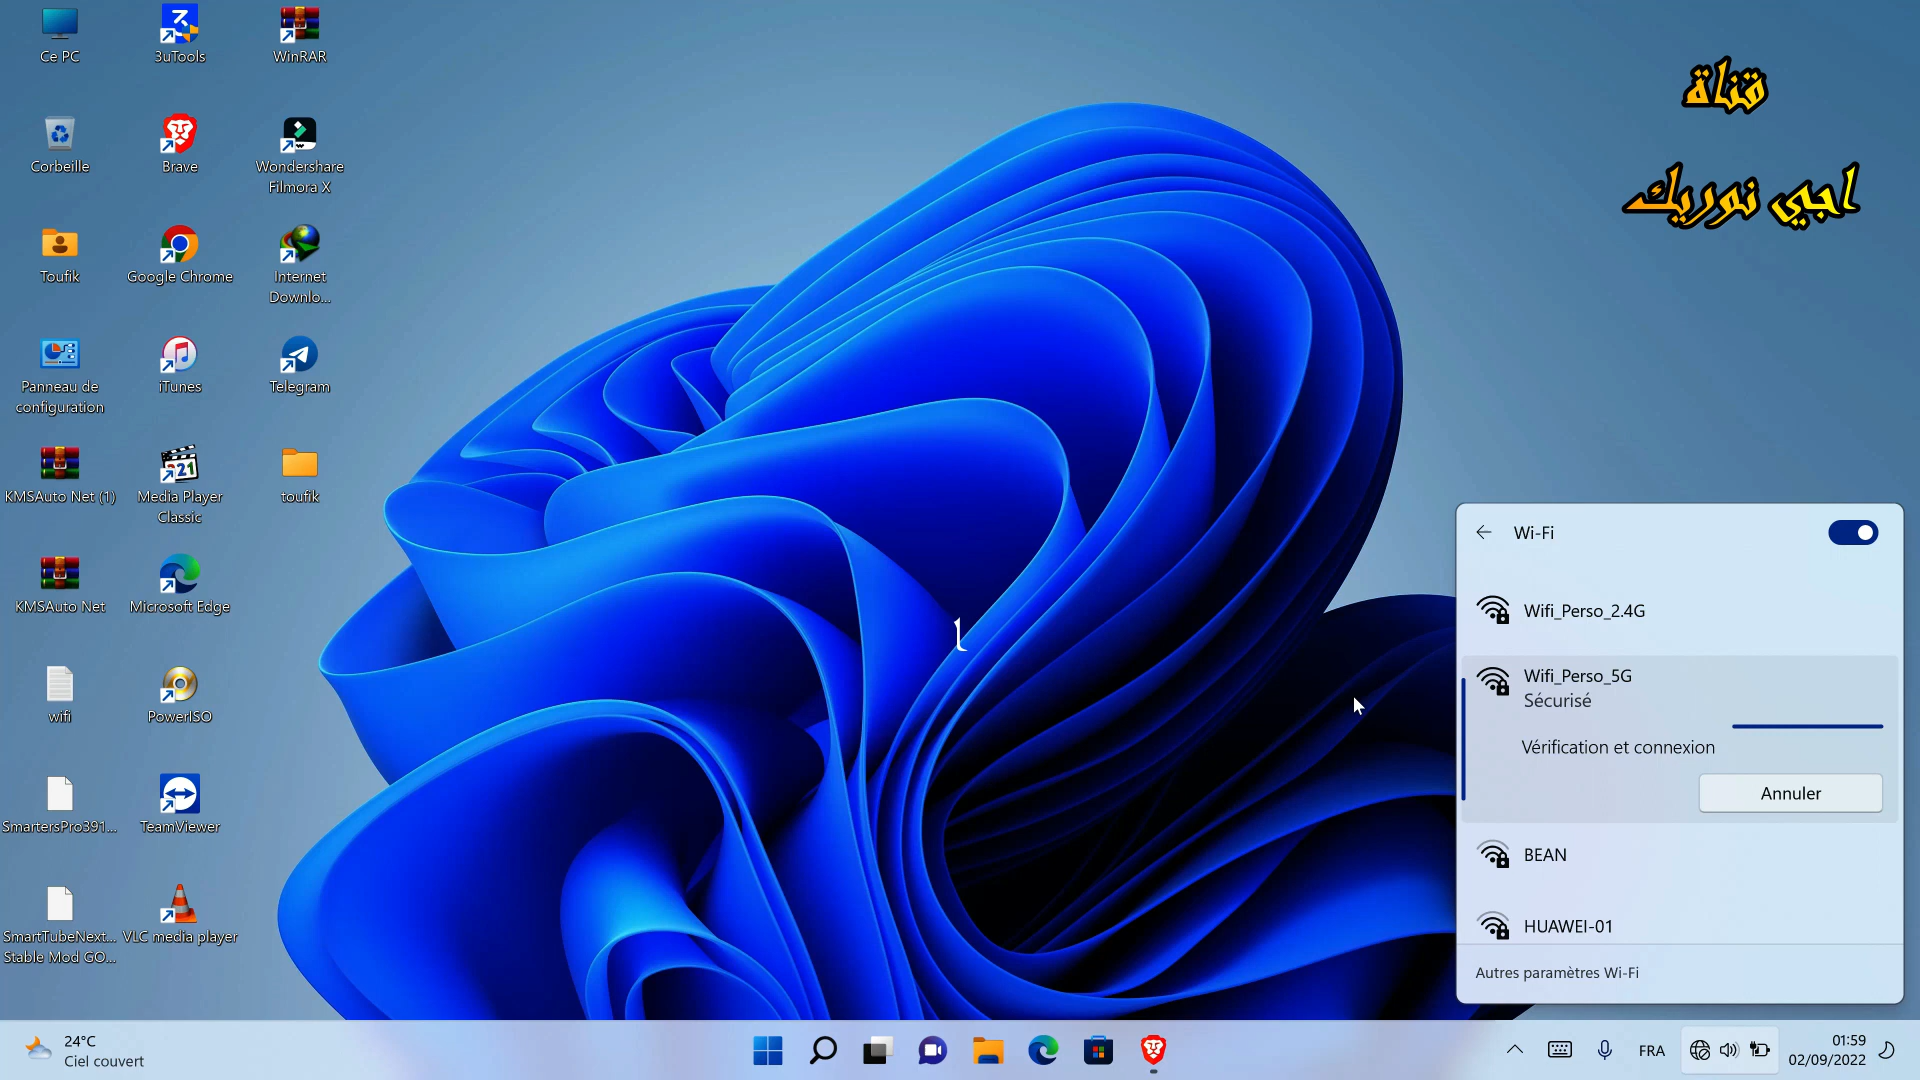 Ce PC
3uTools
WinRAR
قناة
اجي نوريك
Corbeille
Brave
Wondershare
Filmora X
Toufik
Google Chrome
Internet
Downlo...
Panneau de
configuration
iTunes
Telegram
KMSAuto Net (1)
Media Player
Classic
toufik
KMSAuto Net
Microsoft Edge
wifi
PowerISO
SmartersPro391...
TeamViewer
SmartTubeNext...
Stable Mod GO...
VLC media player
ا
Wi-Fi
Wifi_Perso_2.4G
Wifi_Perso_5G
Sécurisé
Vérification et connexion
Annuler
BEAN
HUAWEI-01
Autres paramètres Wi-Fi
24°C
Ciel couvert
FRA
01:59
02/09/2022